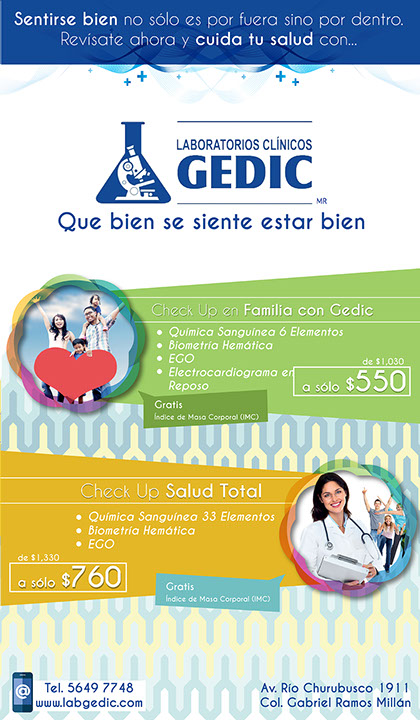 Sentirse bien no sólo es por fuera sino por dentro.
Revísate ahora y cuida tu salud con...
LABORATORIOS CLÍNICOS
GEDIC
MR
Que bien se siente estar bien
Check Up en Familia con Gedic
• Química Sanguínea 6 Elementos
• Biometría Hemática
• EGO
• Electrocardiograma en
Reposo
de $1,030
a sólo $550
Gratis
Índice de Masa Corporal (IMC)
Check Up Salud Total
• Química Sanguínea 33 Elementos
• Biometría Hemática
• EGO
de $1,330
a sólo $760
Gratis
Índice de Masa Corporal (IMC)
@
Tel. 5649 7748
www.labgedic.com
Av. Río Churubusco 1911
Col. Gabriel Ramos Millán